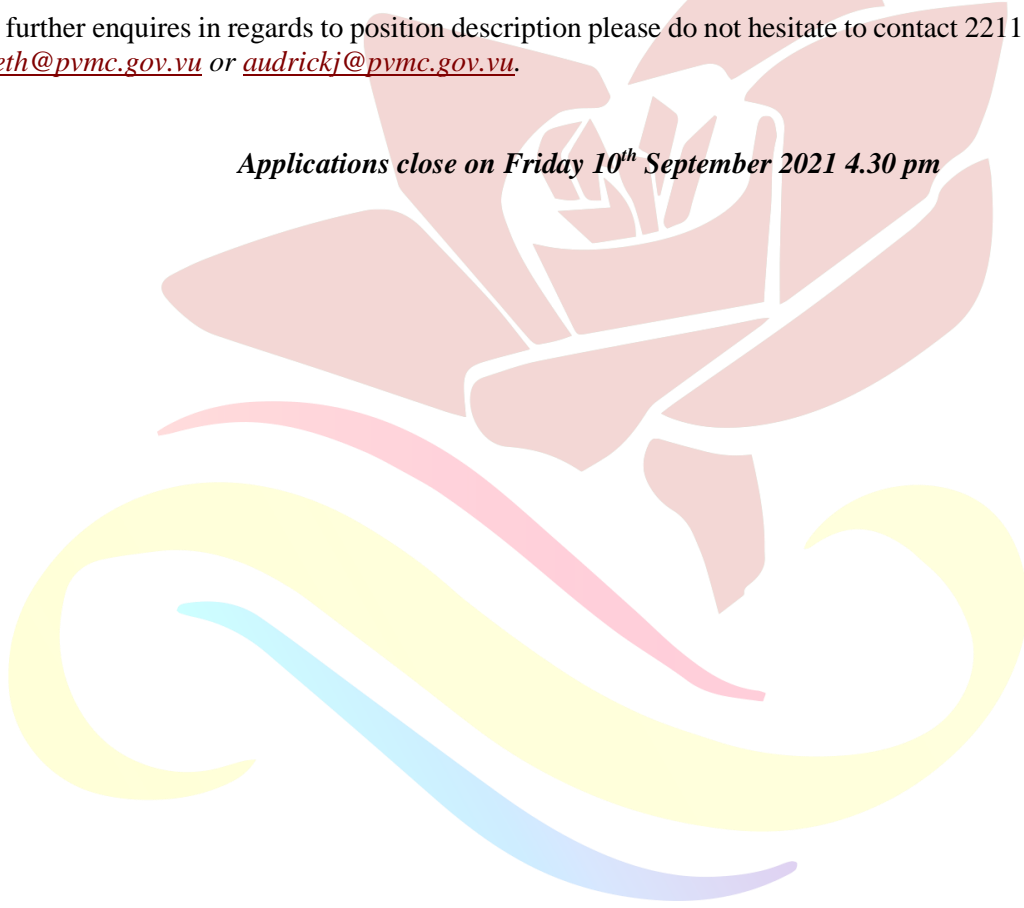 further enquires in regards to position description please do not hesitate to contact 2211
eth@pvmc.gov.vu or audrickj@pvmc.gov.vu.
Applications close on Friday 10th September 2021 4.30 pm